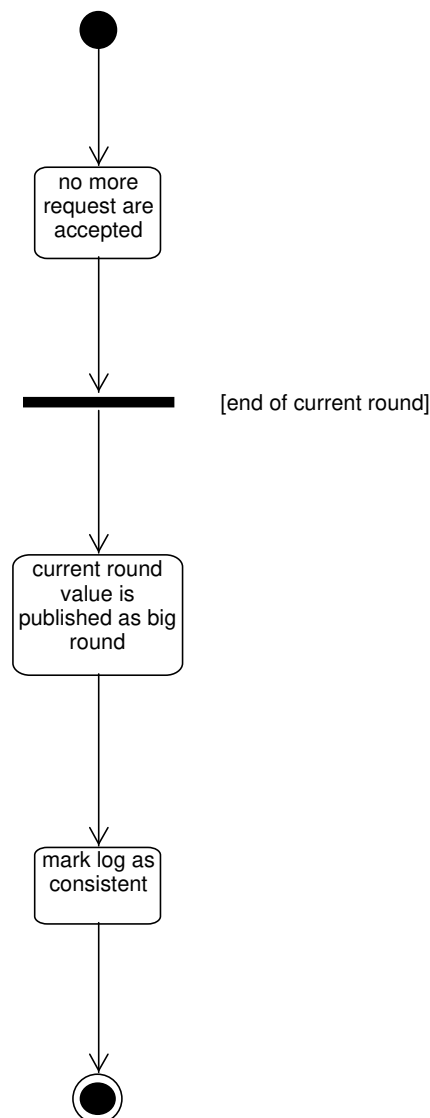 no more
request are
accepted
[end of current round]
current round
value is
published as big
round
mark log as
consistent